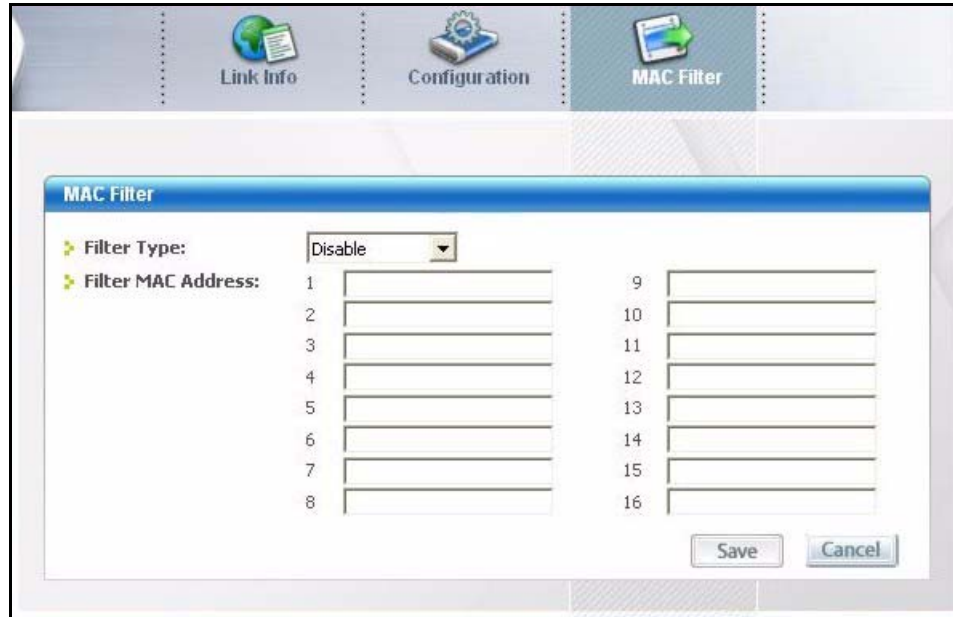 Link Info
Configuration
MAC Filter
MAC Filter
Filter Type: Disable
Filter MAC Address: 1 9
2 10
3 11
4 12
5 13
6 14
7 15
8 16
Save Cancel